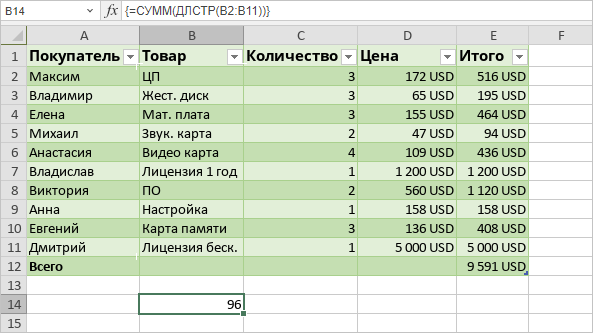 B14 fx {=СУММ(ДЛСТР(B2:B11))}
A B C D E F
1 Покупатель Товар Количество Цена Итого
2 Максим ЦП 3 172 USD 516 USD
3 Владимир Жест. диск 3 65 USD 195 USD
4 Елена Мат. плата 3 155 USD 464 USD
5 Михаил Звук. карта 2 47 USD 94 USD
6 Анастасия Видео карта 4 109 USD 436 USD
7 Владислав Лицензия 1 год 1 1 200 USD 1 200 USD
8 Виктория ПО 2 560 USD 1 120 USD
9 Анна Настройка 1 158 USD 158 USD
10 Евгений Карта памяти 3 136 USD 408 USD
11 Дмитрий Лицензия беск. 1 5 000 USD 5 000 USD
12 Всего 9 591 USD
13
14 96
15